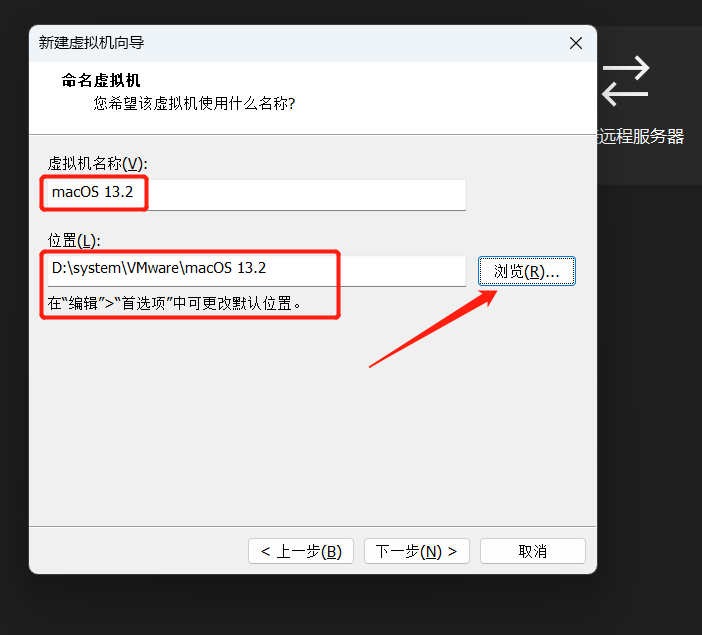 新建虚拟机向导
命名虚拟机
您希望该虚拟机使用什么名称?
远程服务器
虚拟机名称(V):
macOS 13.2
位置(L):
D:\system\VMware\macOS 13.2
浏览(R)...
在“编辑”>“首选项”中可更改默认位置。
< 上一步(B)
下一步(N) >
取消